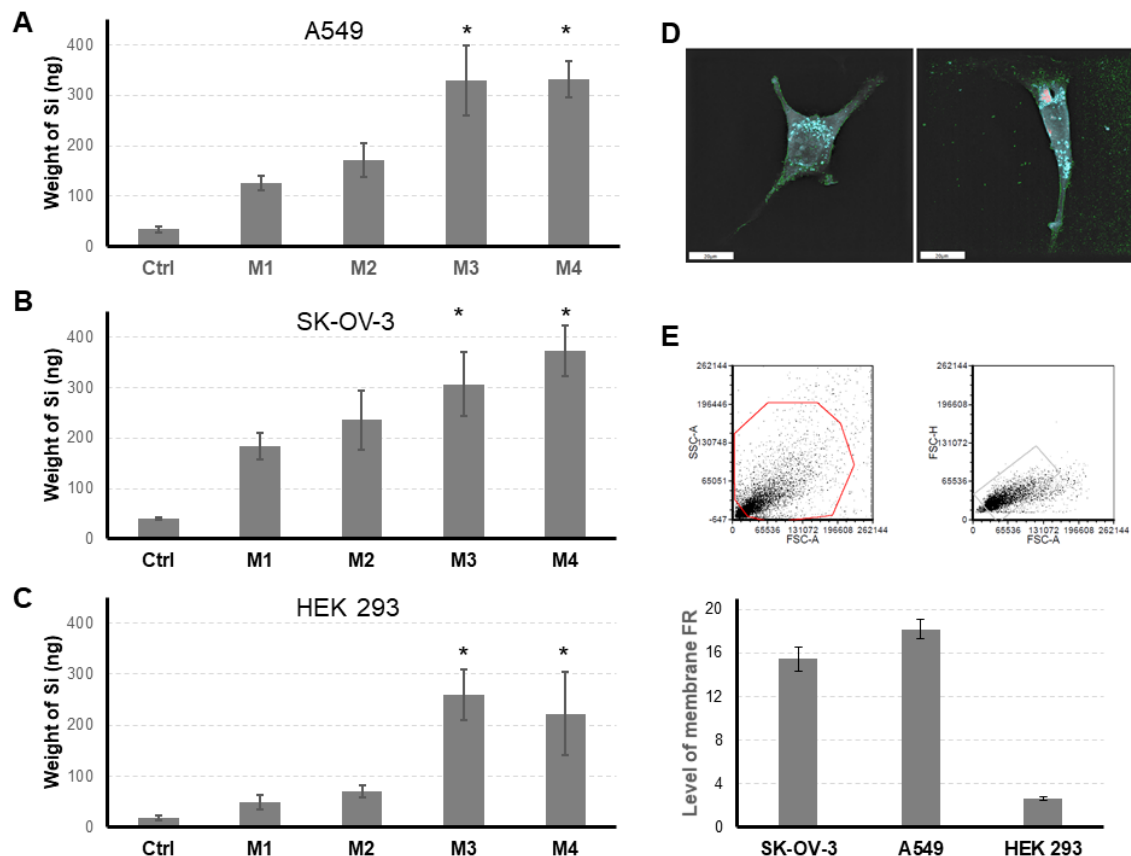 A
A549
* *
Weight of Si (ng)
400
300
200
100
0
Ctrl M1 M2 M3 M4
B
SK-OV-3
* *
Weight of Si (ng)
400
300
200
100
0
Ctrl M1 M2 M3 M4
C
HEK 293
* *
Weight of Si (ng)
400
300
200
100
0
Ctrl M1 M2 M3 M4
D
20µm 20µm
E
SSC-A
262144
196446
130748
65051
-647
65536 131072 196608 262144
FSC-A
FSC-H
262144
196608
131072
65536
0
0 65536 131072 196608 262144
FSC-A
Level of membrane FR
20
16
12
8
4
0
SK-OV-3 A549 HEK 293